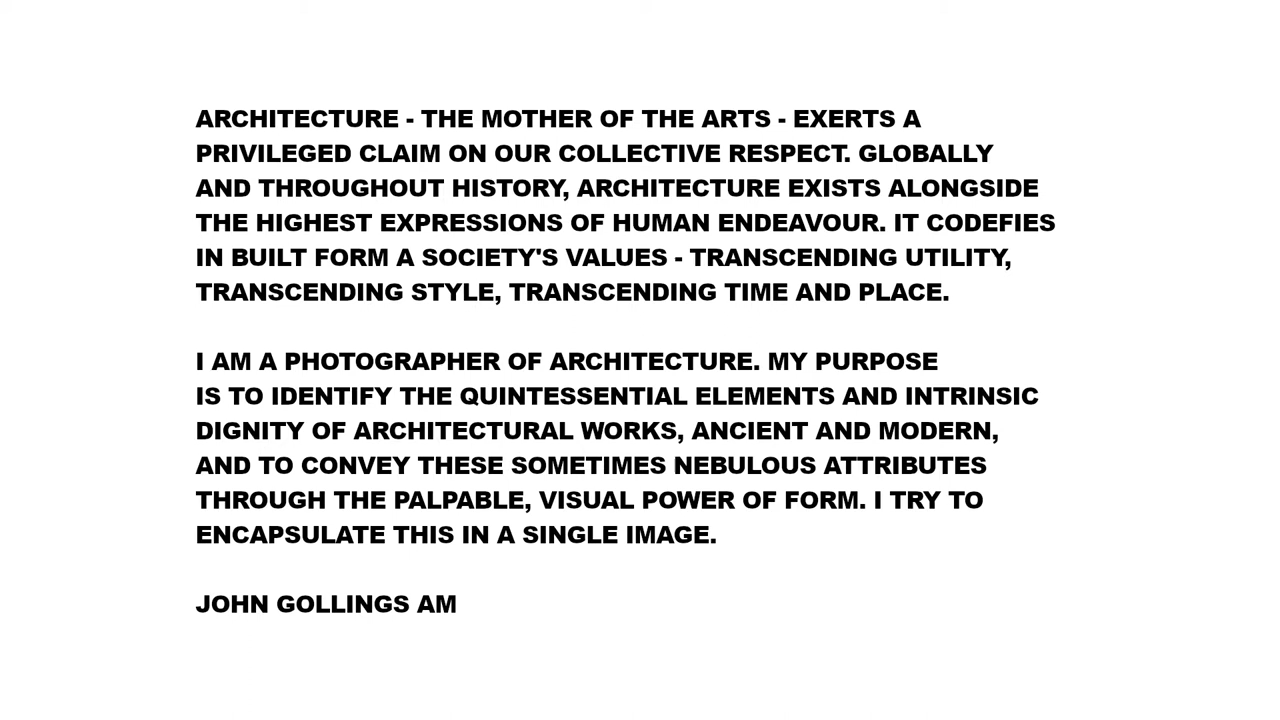 ARCHITECTURE - THE MOTHER OF THE ARTS - EXERTS A
PRIVILEGED CLAIM ON OUR COLLECTIVE RESPECT. GLOBALLY
AND THROUGHOUT HISTORY, ARCHITECTURE EXISTS ALONGSIDE
THE HIGHEST EXPRESSIONS OF HUMAN ENDEAVOUR. IT CODEFIES
IN BUILT FORM A SOCIETY'S VALUES - TRANSCENDING UTILITY,
TRANSCENDING STYLE, TRANSCENDING TIME AND PLACE.
I AM A PHOTOGRAPHER OF ARCHITECTURE. MY PURPOSE
IS TO IDENTIFY THE QUINTESSENTIAL ELEMENTS AND INTRINSIC
DIGNITY OF ARCHITECTURAL WORKS, ANCIENT AND MODERN,
AND TO CONVEY THESE SOMETIMES NEBULOUS ATTRIBUTES
THROUGH THE PALPABLE, VISUAL POWER OF FORM. I TRY TO
ENCAPSULATE THIS IN A SINGLE IMAGE.
JOHN GOLLINGS AM